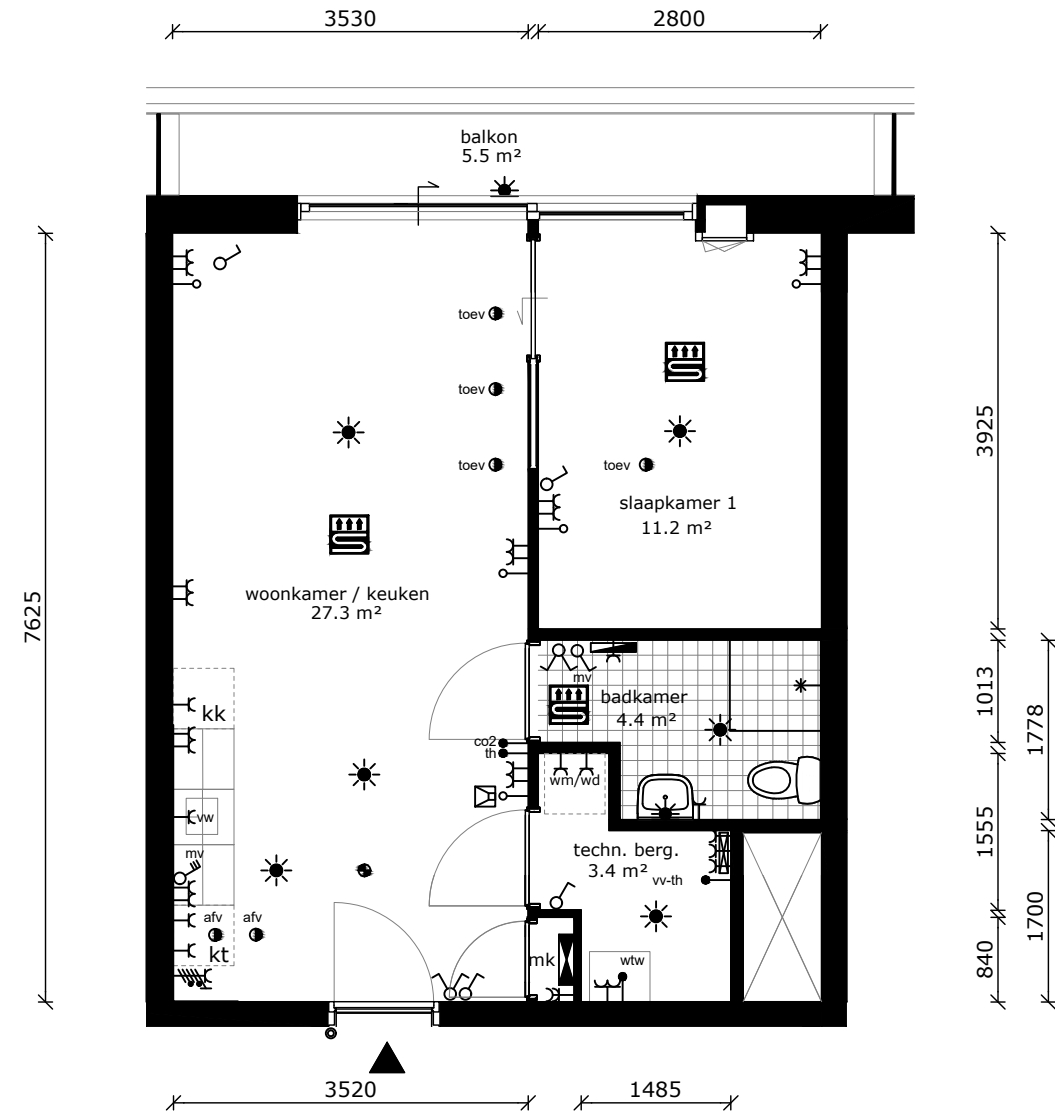 3530
2800
balkon
5.5 m²
toev
toev
3925
toev
toev
slaapkamer 1
11.2 m²
7625
woonkamer / keuken
27.3 m²
mv
badkamer
4.4 m²
1013
1778
kk
co2
th
wm/wd
vw
1555
mv
techn. berg.
3.4 m²
vv-th
1700
afv
afv
kt
mk
wtw
840
3520
1485